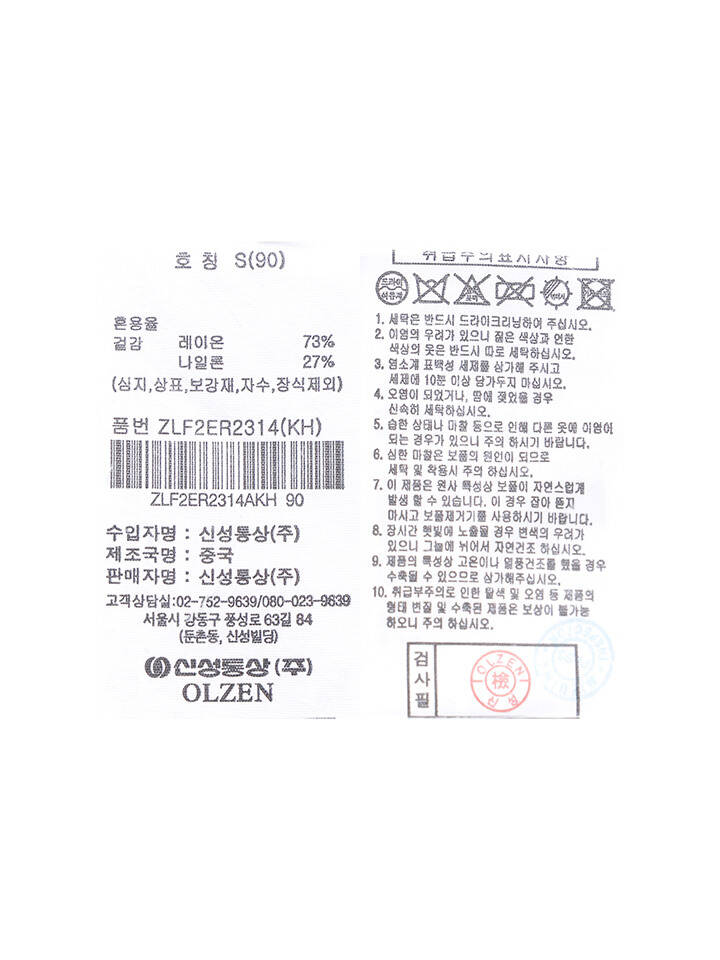 호 칭 S(90)
혼용율
겉감 레이온 73%
나일론 27%
(심지,상표,보강재,자수,장식제외)
품번 ZLF2ER2314(KH)
ZLF2ER2314AKH 90
수입자명 : 신성통상(주)
제조국명 : 중국
판매자명 : 신성통상(주)
고객상담실:02-752-9639/080-023-9639
서울시 강동구 풍성로 63길 84
(둔촌동, 신성빌딩)
신성통상(주)
OLZEN
취급주의표시사항
드라이
석유계
1. 세탁은 반드시 드라이크리닝하여 주십시오.
2. 이염의 우려가 있으니 짙은 색상과 연한
색상의 옷은 반드시 따로 세탁하십시오.
3. 염소계 표백성 세제를 삼가해 주시고
세제에 10분 이상 담가두지 마십시오.
4. 오염이 되었거나, 땀에 젖었을 경우
신속히 세탁하십시오.
5. 습한 상태나 마찰 등으로 인해 다른 옷에 이염이
되는 경우가 있으니 주의 하시기 바랍니다.
6. 심한 마찰은 보풀의 원인이 되므로
세탁 및 착용시 주의 하십시오.
7. 이 제품은 원사 특성상 보풀이 자연스럽게
발생 할 수 있습니다. 이 경우 잡아 뜯지
마시고 보풀제거기를 사용하시기 바랍니다.
8. 장시간 햇빛에 노출될 경우 변색의 우려가
있으니 그늘에 뉘어서 자연건조 하십시오.
9. 제품의 특성상 고온이나 열풍건조를 했을 경우
수축될 수 있으므로 삼가해주십시오.
10. 취급부주의로 인한 탈색 및 오염 등 제품의
형태 변질 및 수축된 제품은 보상이 불가능
하오니 주의 하십시오.
검사필
OLZEN
檢
신성